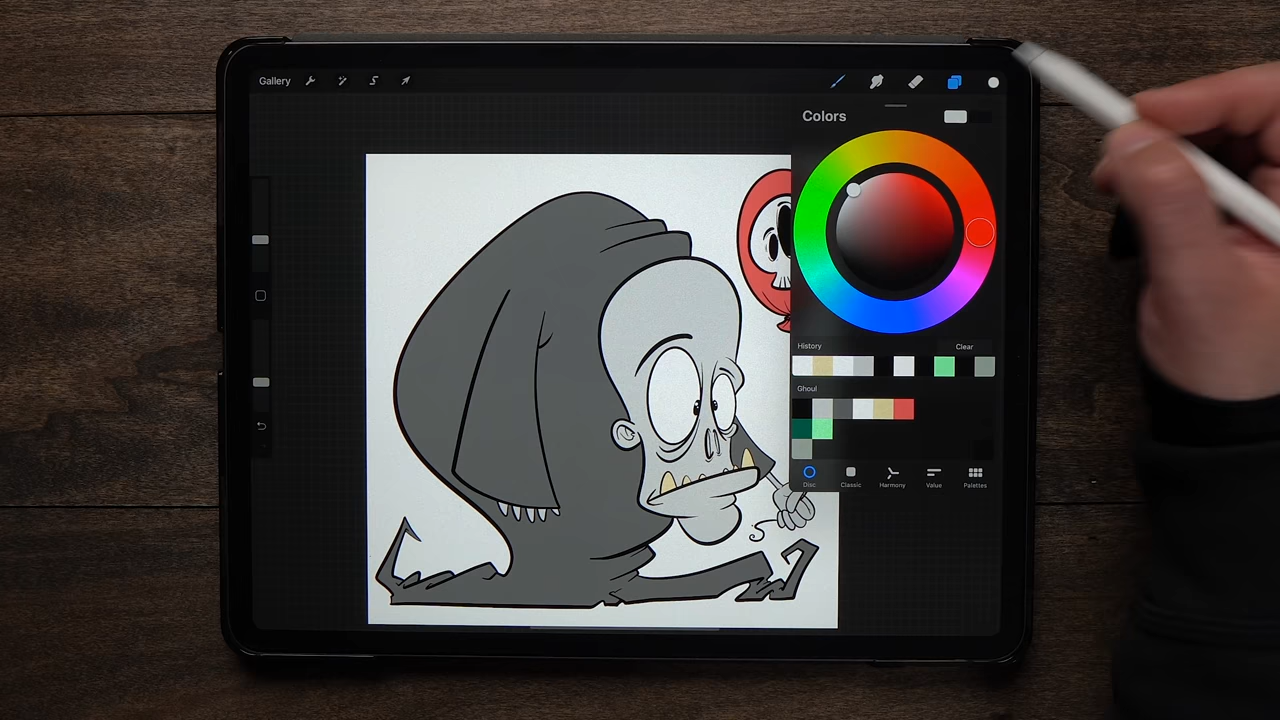 Gallery
Colors
History
Clear
Ghoul
Disc
Classic
Harmony
Value
Palettes